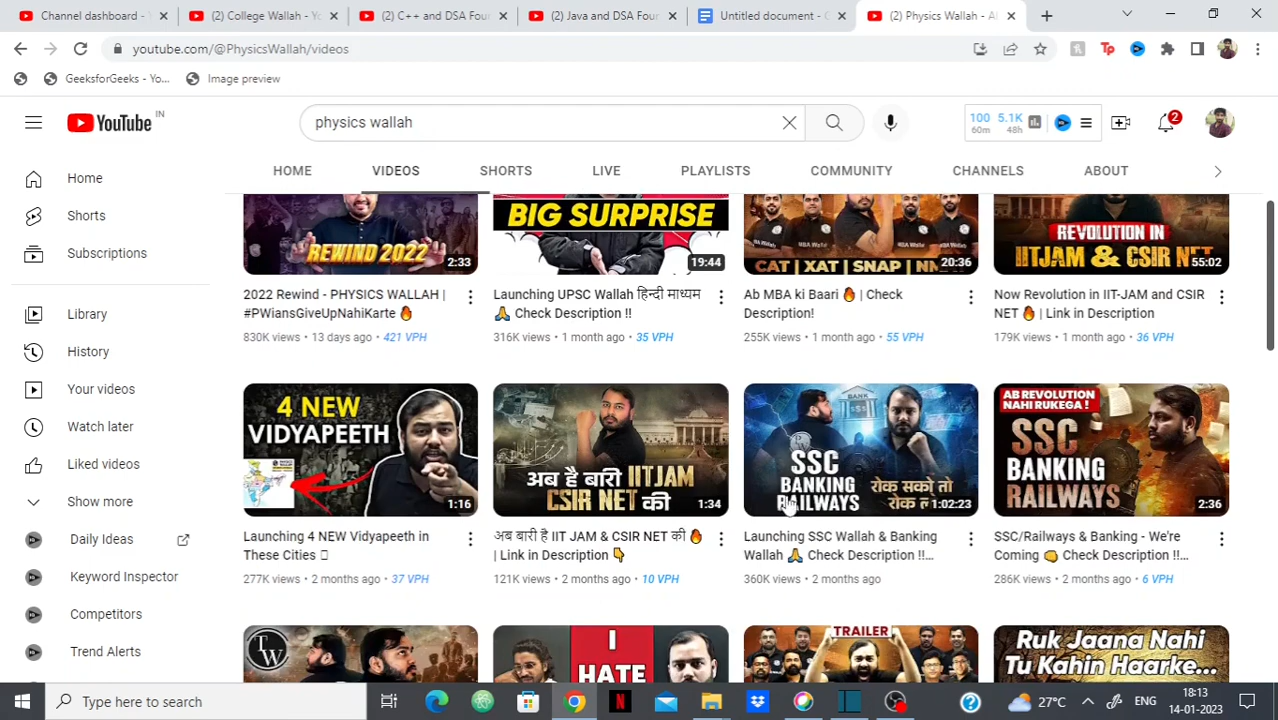 Channel dashboard -
(2) College Wallah - Yo
(2) C++ and DSA Four
(2) Java and DSA Four
Untitled document - G
(2) Physics Wallah - Al
youtube.com/@PhysicsWallah/videos
GeeksforGeeks - Yo...
Image preview
YouTube IN
physics wallah
100 5.1K
60m 48h
2
HOME
VIDEOS
SHORTS
LIVE
PLAYLISTS
COMMUNITY
CHANNELS
ABOUT
Home
Shorts
Subscriptions
Library
History
Your videos
Watch later
Liked videos
Show more
Daily Ideas
Keyword Inspector
Competitors
Trend Alerts
REWIND 2022
2:33
2022 Rewind - PHYSICS WALLAH |
#PWiansGiveUpNahiKarte 🔥
830K views • 13 days ago • 421 VPH
BIG SURPRISE
19:44
Launching UPSC Wallah हिन्दी माध्यम
🙏 Check Description !!
316K views • 1 month ago • 35 VPH
CAT | XAT | SNAP | NM
20:36
Ab MBA ki Baari 🔥 | Check
Description!
255K views • 1 month ago • 55 VPH
REVOLUTION IN
IITJAM & CSIR NET
55:02
Now Revolution in IIT-JAM and CSIR
NET 🔥 | Link in Description
179K views • 1 month ago • 36 VPH
4 NEW
VIDYAPEETH
1:16
Launching 4 NEW Vidyapeeth in
These Cities
277K views • 2 months ago • 37 VPH
अब है बारी IITJAM
CSIR NET की
1:34
अब बारी है IIT JAM & CSIR NET की 🔥
| Link in Description 👇
121K views • 2 months ago • 10 VPH
BANK
SSC
BANKING
RAILWAYS
रोक सको तो
रोक
1:02:23
Launching SSC Wallah & Banking
Wallah 🙏 Check Description !!...
360K views • 2 months ago
AB REVOLUTION
NAHI RUKEGA !
SSC
BANKING
RAILWAYS
2:36
SSC/Railways & Banking - We're
Coming 👊 Check Description !!...
286K views • 2 months ago • 6 VPH
I
HATE
TRAILER
Ruk Jaana Nahi
Tu Kahin Haarke...
Type here to search
27°C
ENG
18:13
14-01-2023